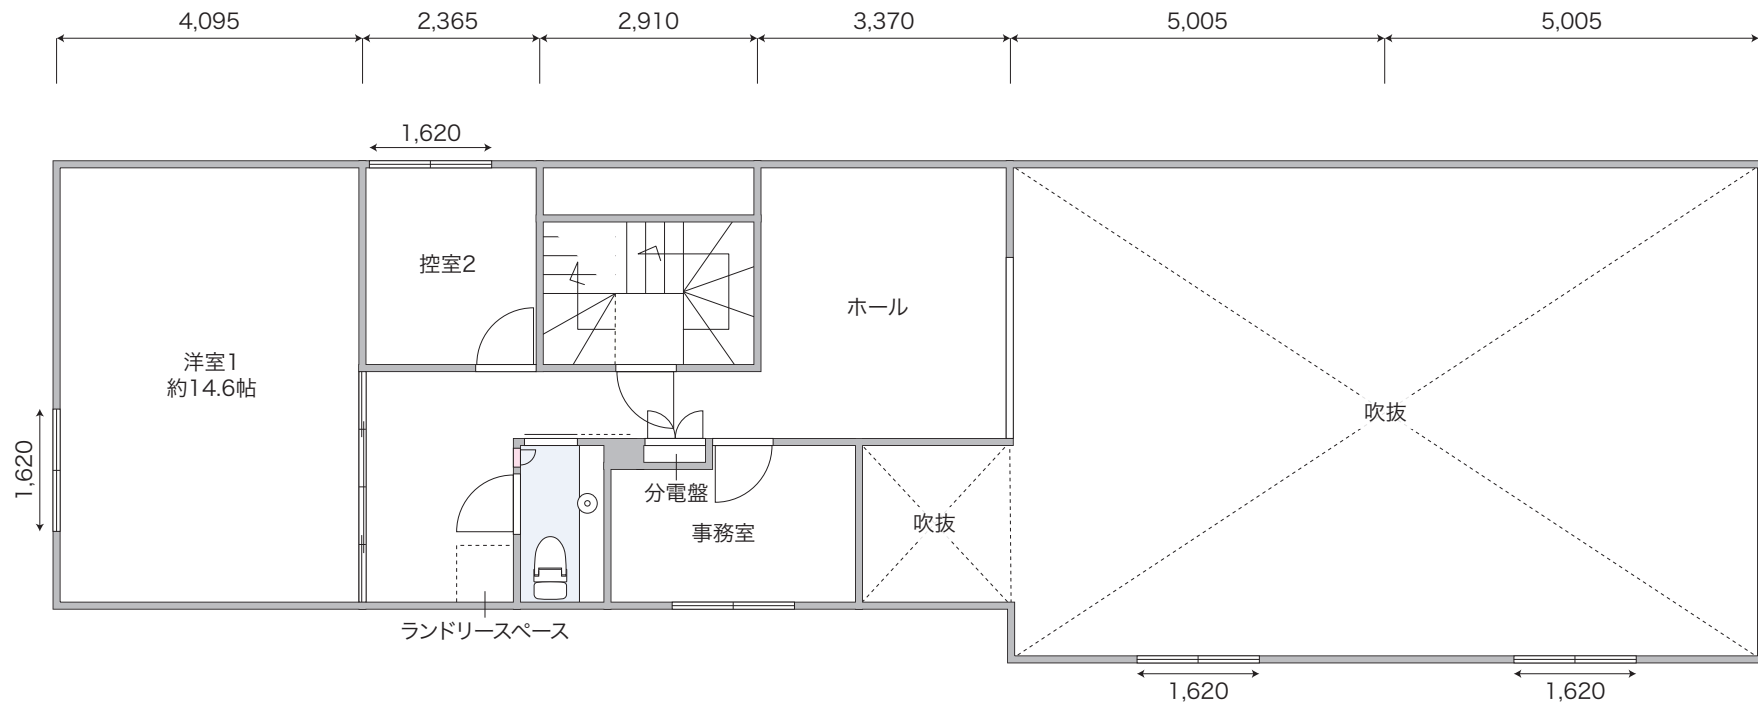 4,095
2,365
2,910
3,370
5,005
5,005
1,620
控室2
ホール
洋室1
約14.6帖
吹抜
1,620
分電盤
事務室
吹抜
ランドリースペース
1,620
1,620